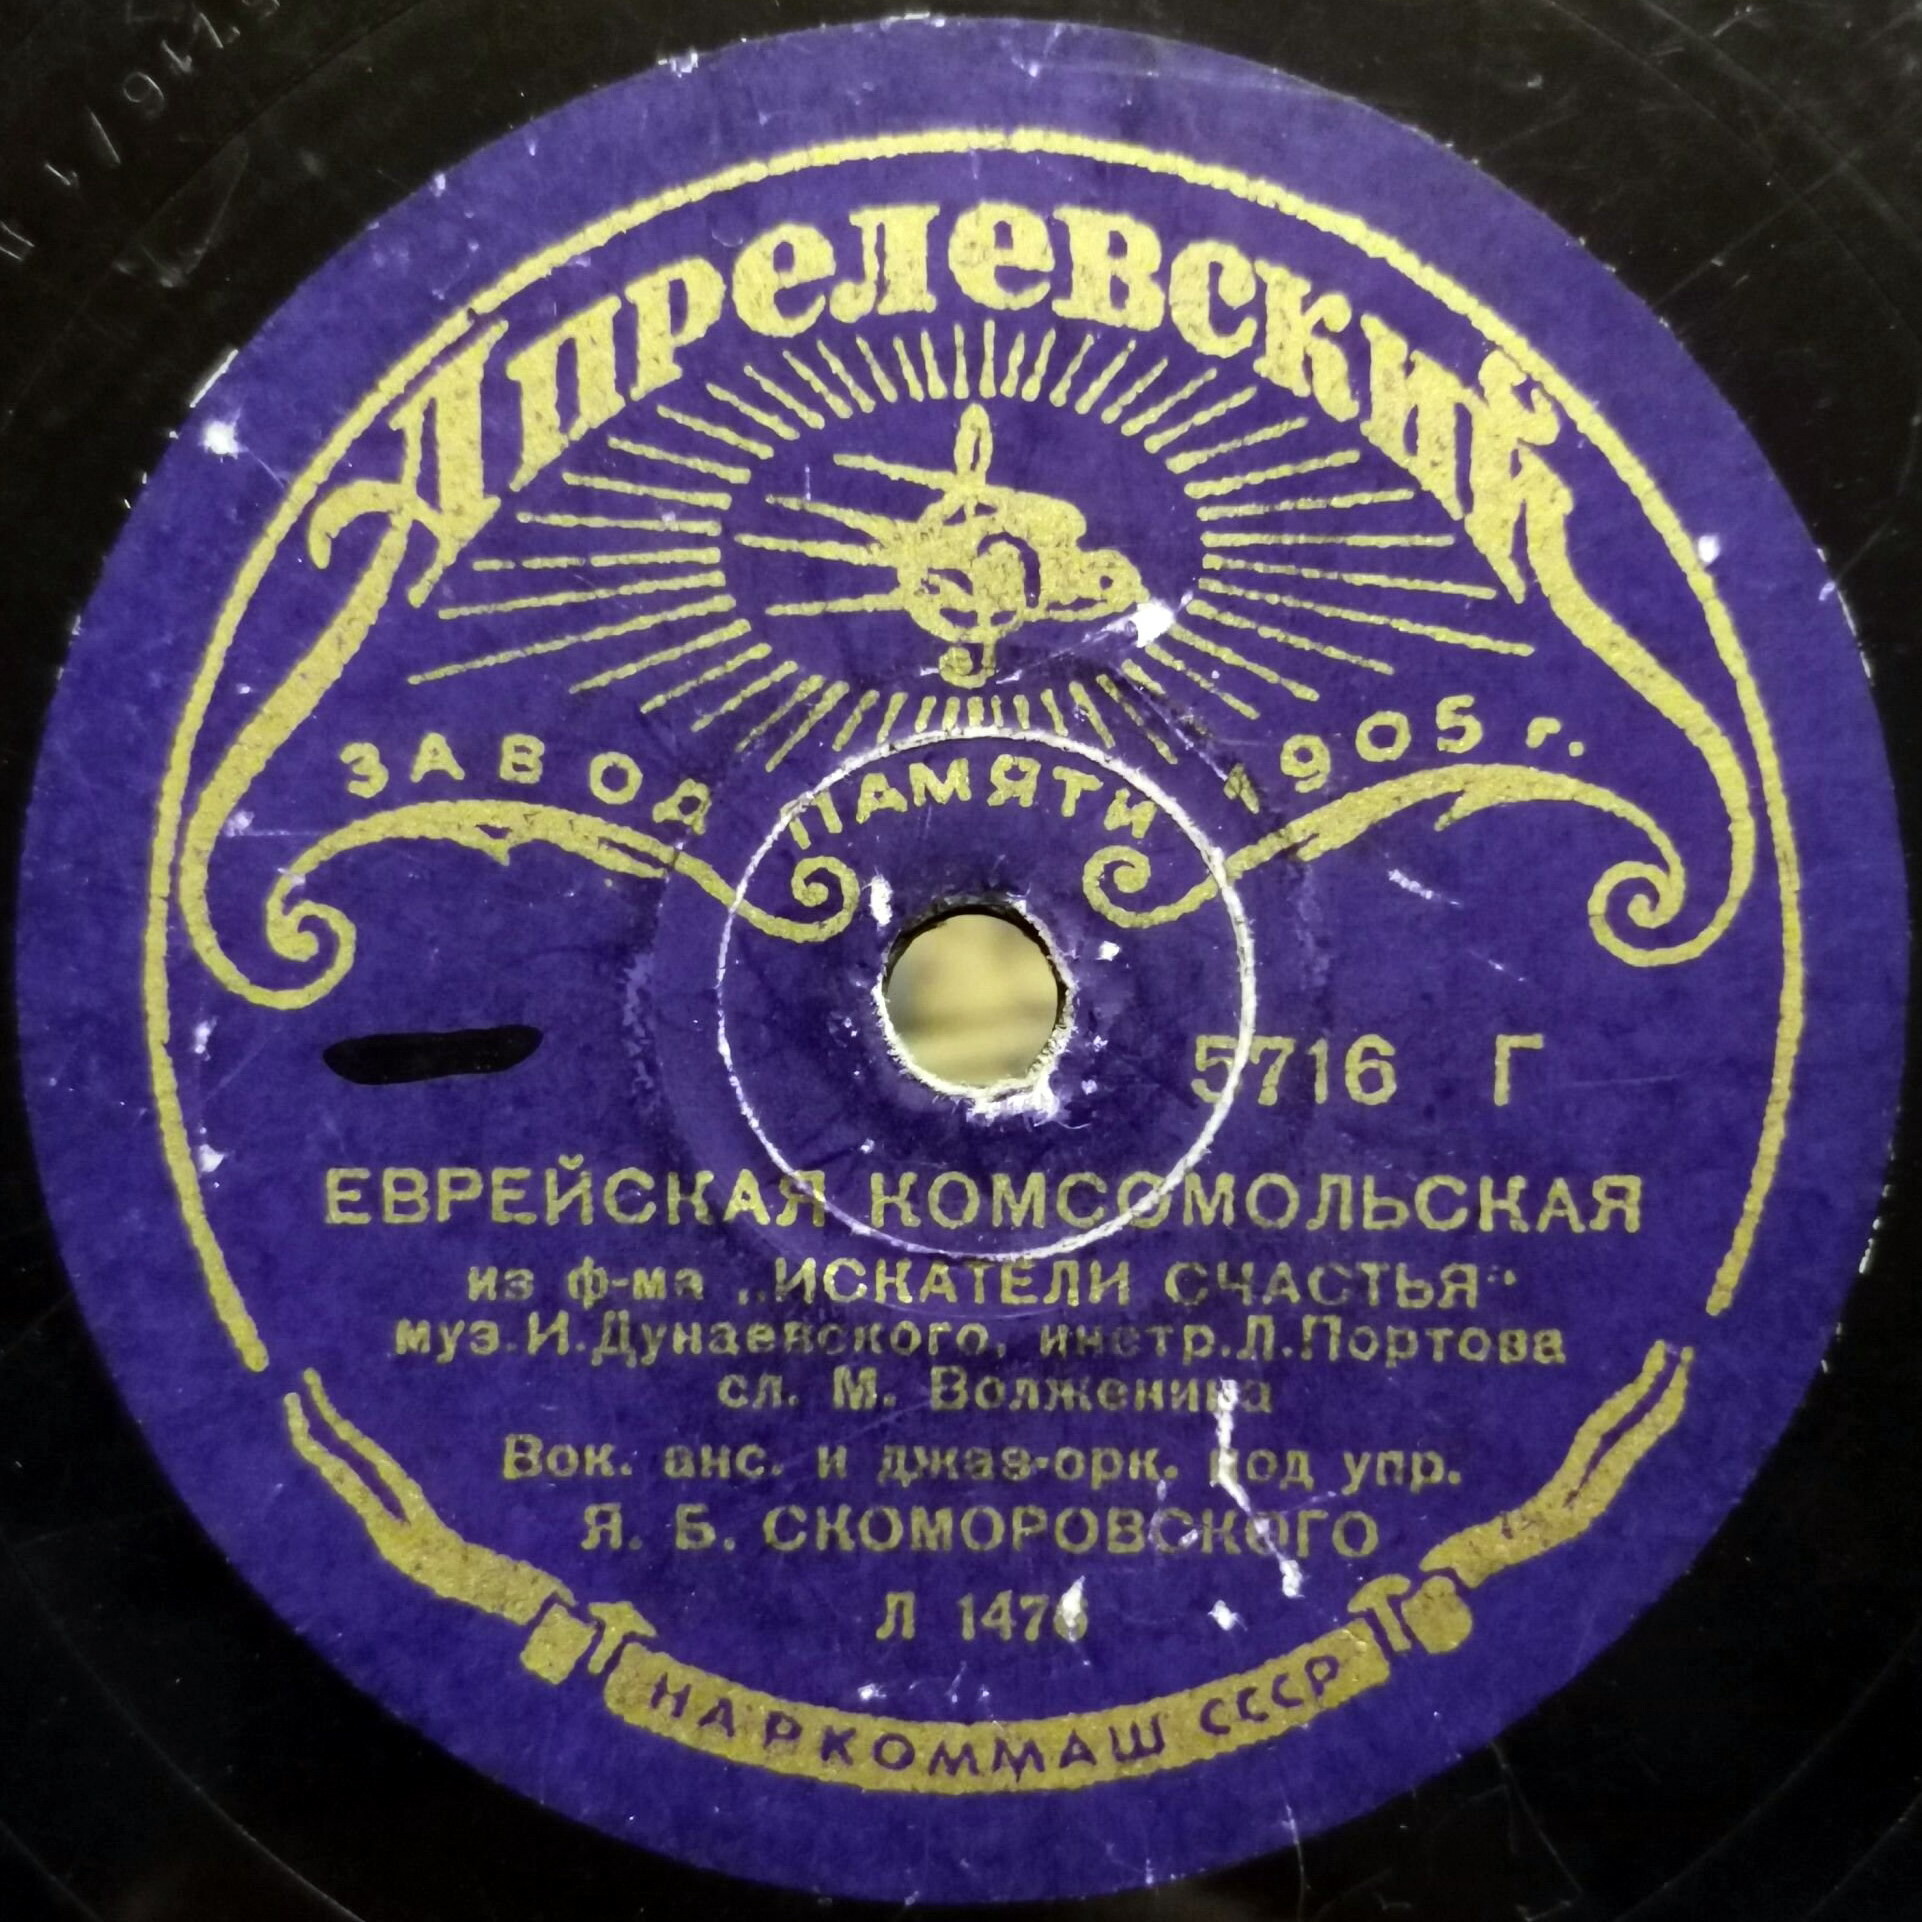 Апрелевский
ЗАВОД ПАМЯТИ 1905 г.
5716 Г
ЕВРЕЙСКАЯ КОМСОМОЛЬСКАЯ
из ф-ма „ИСКАТЕЛИ СЧАСТЬЯ“
муз.И.Дунаевского, инстр.Л.Портова
сл. М. Волженина
Вок. анс. и джаз-орк. под упр.
Я. Б. СКОМОРОВСКОГО
Л 1476
НАРКОММАШ СССР